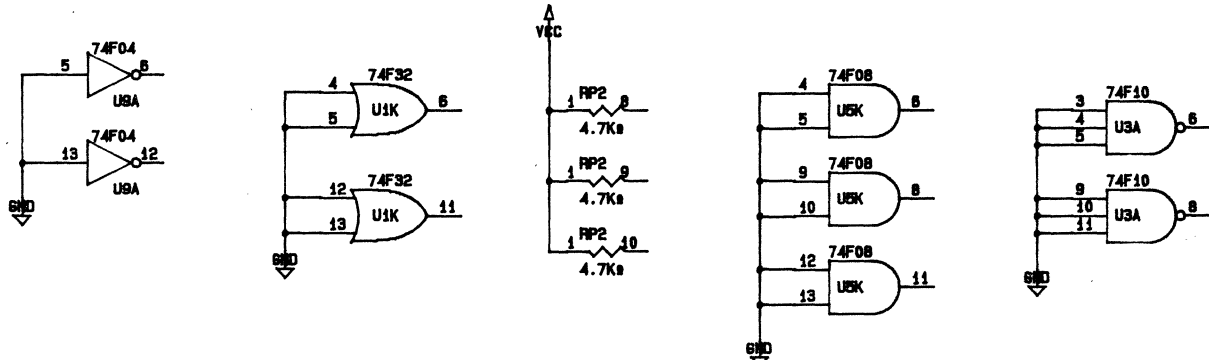 74F04
5 6
U9A
74F04
13 12
U9A
GND
74F32
4
U1K 6
5
74F32
12
U1K 11
13
GND
VCC
RP2
1 8
4.7KΩ
RP2
1 9
4.7KΩ
RP2
1 10
4.7KΩ
74F08
4
U5K 6
5
74F08
9
U5K 8
10
74F08
12
U5K 11
13
GND
74F10
3
4 U3A 6
5
74F10
9
10 U3A 8
11
GND